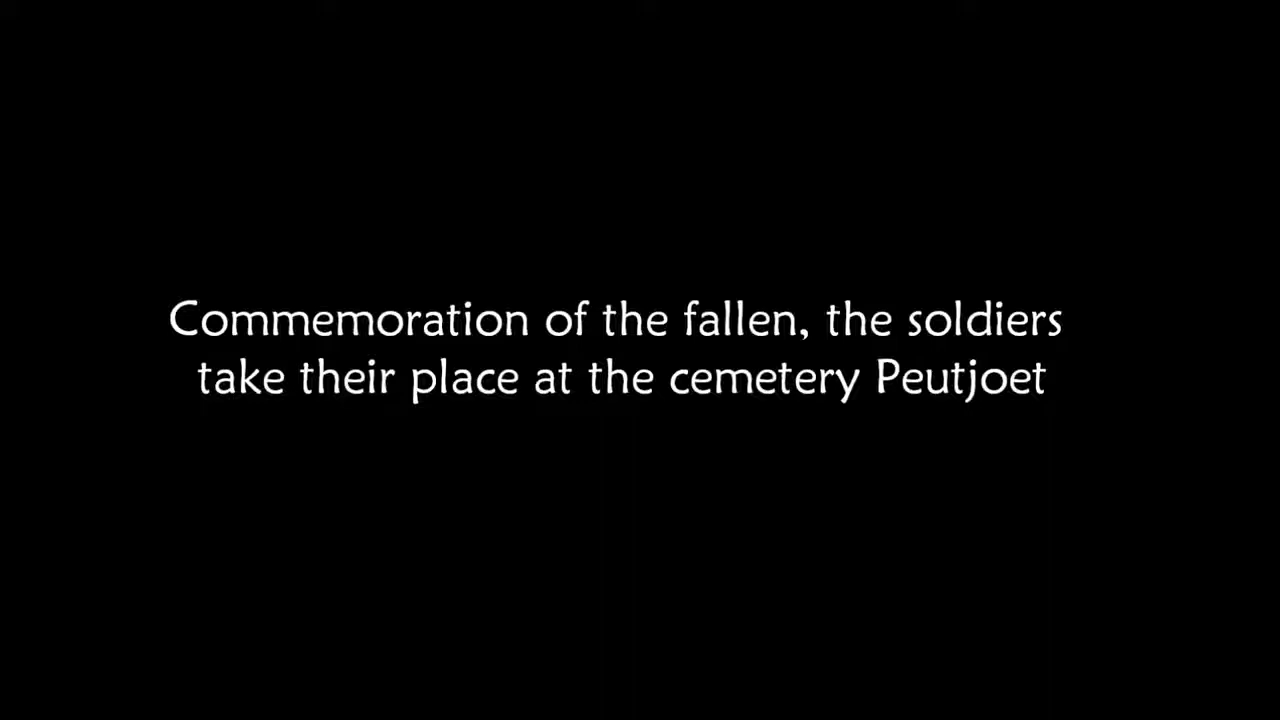 Commemoration of the fallen, the soldiers
take their place at the cemetery Peutjoet